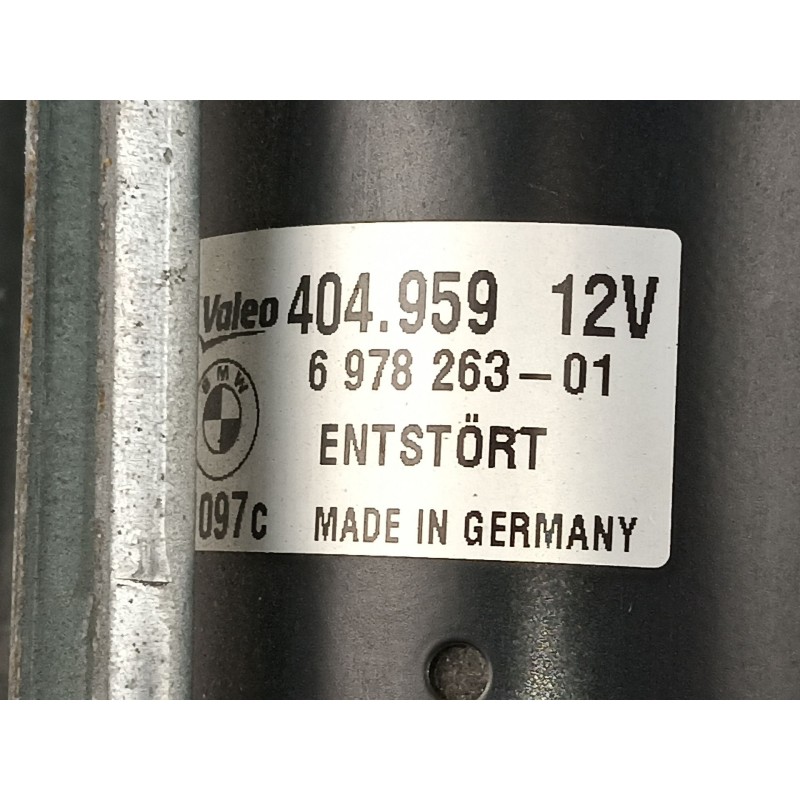 Valeo 404.959 12V
6 978 263-01
BMW
ENTSTÖRT
097c MADE IN GERMANY